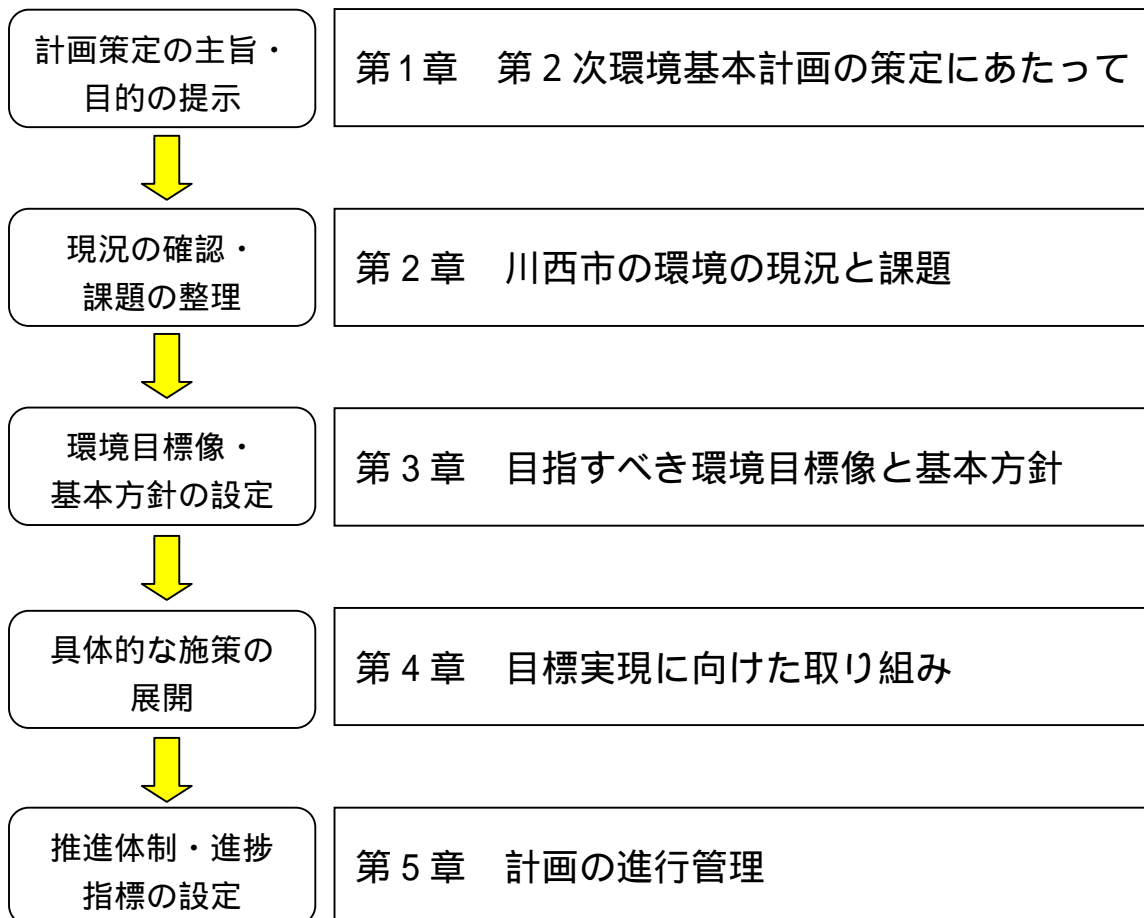 計画策定の主旨・
目的の提示
第1章　第２次環境基本計画の策定にあたって
現況の確認・
課題の整理
第２章　川西市の環境の現況と課題
環境目標像・
基本方針の設定
第３章　目指すべき環境目標像と基本方針
具体的な施策の
展開
第４章　目標実現に向けた取り組み
推進体制・進捗
指標の設定
第５章　計画の進行管理